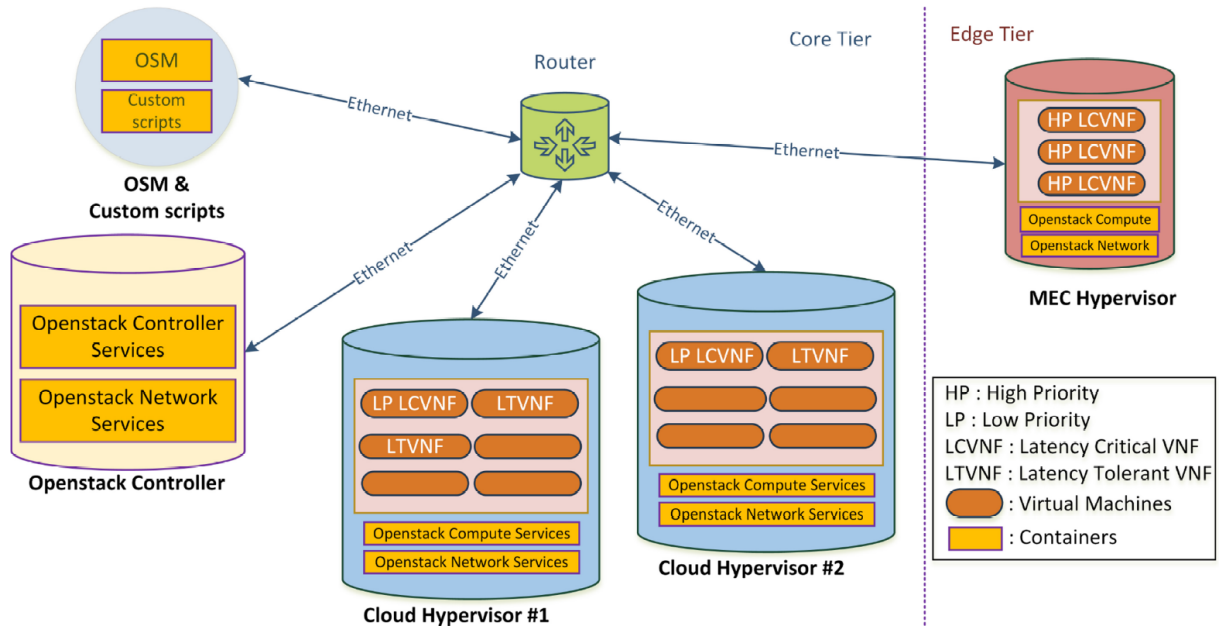 OSM
Custom
scripts
OSM &
Custom scripts
Ethernet
Router
Core Tier
Edge Tier
Ethernet
HP LCVNF
HP LCVNF
HP LCVNF
Openstack Compute
Openstack Network
MEC Hypervisor
Ethernet
Ethernet
Ethernet
Openstack Controller
Services
Openstack Network
Services
Openstack Controller
LP LCVNF
LTVNF
LTVNF
Openstack Compute Services
Openstack Network Services
Cloud Hypervisor #1
LP LCVNF
LTVNF
Openstack Compute Services
Openstack Network Services
Cloud Hypervisor #2
HP : High Priority
LP : Low Priority
LCVNF : Latency Critical VNF
LTVNF : Latency Tolerant VNF
: Virtual Machines
: Containers